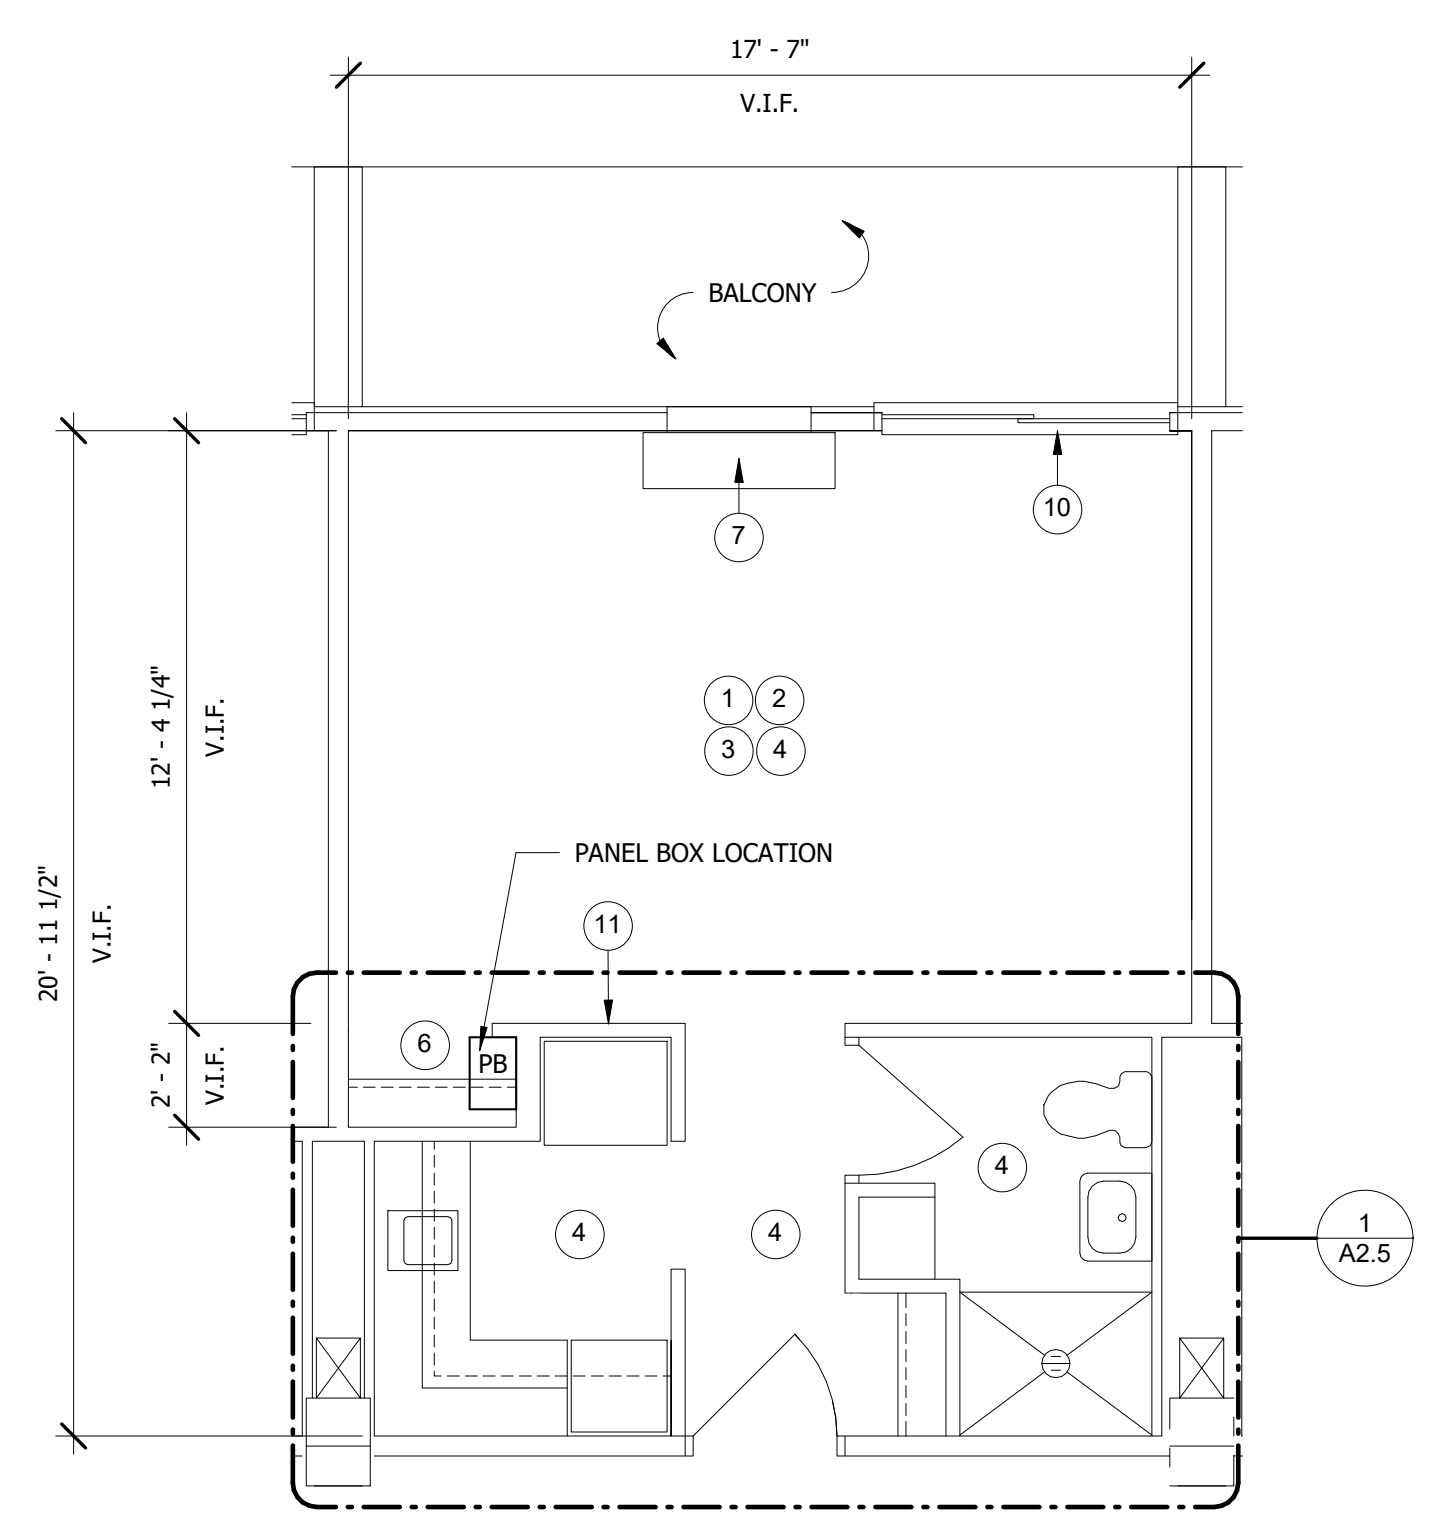 17' - 7"
V.I.F.
BALCONY
7
10
12' - 4 1/4"
V.I.F.
1
2
3
4
PANEL BOX LOCATION
20' - 11 1/2"
V.I.F.
11
6
PB
2' - 2"
V.I.F.
4
4
4
1
A2.5